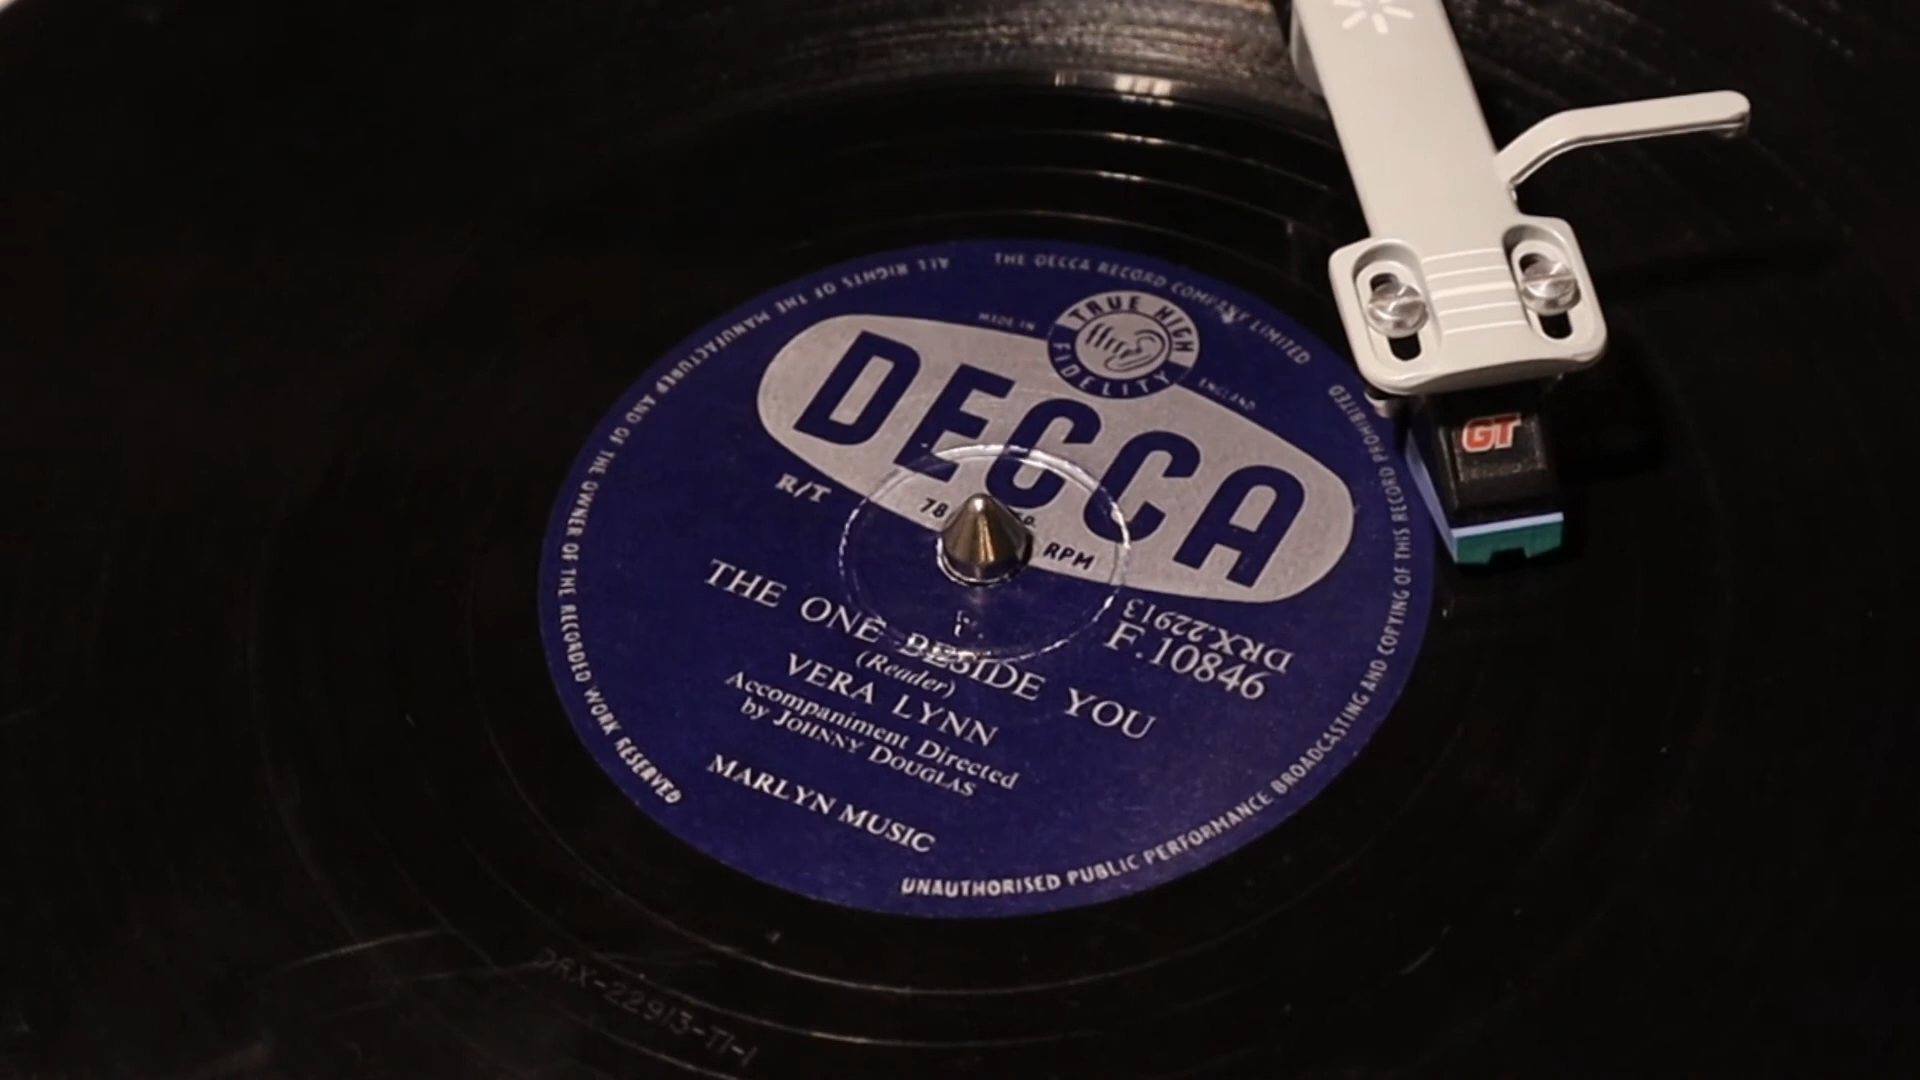 THE DECCA RECORD COMPANY LIMITED
ALL RIGHTS OF THE MANUFACTURER AND OF THE OWNER OF THE RECORDED WORK RESERVED
UNAUTHORISED PUBLIC PERFORMANCE BROADCASTING AND COPYING OF THIS RECORD PROHIBITED
TRUE HIGH FIDELITY
MADE IN ENGLAND
DECCA
GT
R/T
78 RPM
DRX.22913
F.10846
THE ONE BESIDE YOU
(Reader)
VERA LYNN
Accompaniment Directed
by JOHNNY DOUGLAS
MARLYN MUSIC
DRX-22913-T1-1